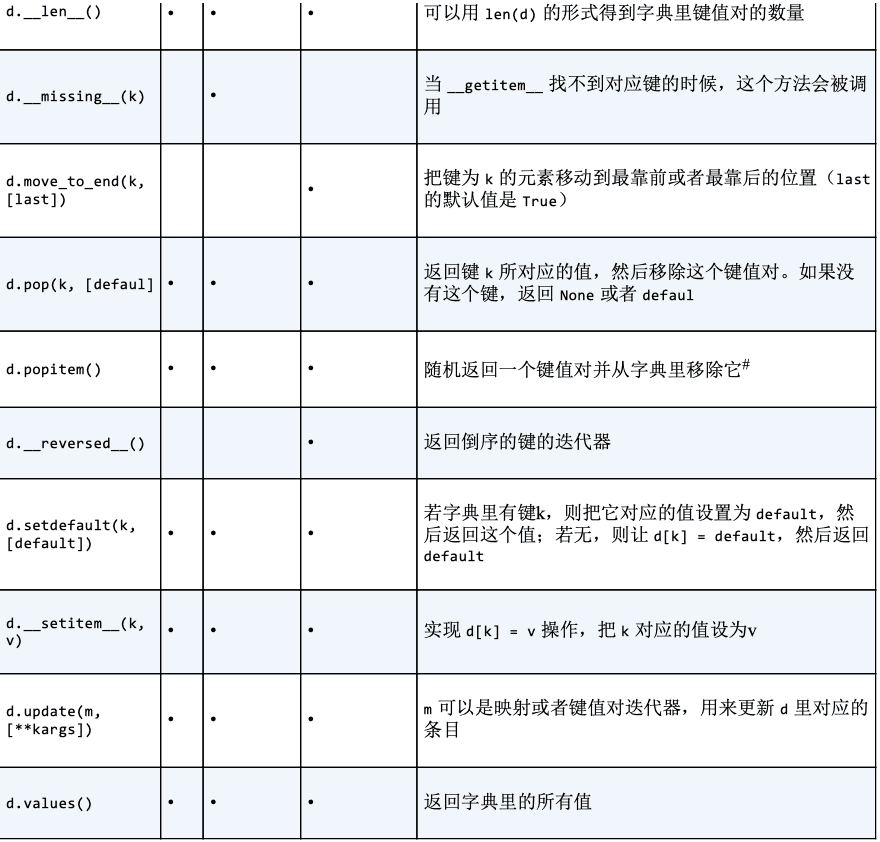 d.__len__() • • • 可以用 len(d) 的形式得到字典里键值对的数量
d.__missing__(k) • 当 __getitem__ 找不到对应键的时候，这个方法会被调
用
d.move_to_end(k, • 把键为 k 的元素移动到最靠前或者最靠后的位置（last
[last]) 的默认值是 True）
d.pop(k, [defaul] • • • 返回键 k 所对应的值，然后移除这个键值对。如果没
有这个键，返回 None 或者 defaul
d.popitem() • • • 随机返回一个键值对并从字典里移除它#
d.__reversed__() • 返回倒序的键的迭代器
d.setdefault(k, • • • 若字典里有键k，则把它对应的值设置为 default，然
[default]) 后返回这个值；若无，则让 d[k] = default，然后返回
default
d.__setitem__(k, • • • 实现 d[k] = v 操作，把 k 对应的值设为v
v)
d.update(m, • • • m 可以是映射或者键值对迭代器，用来更新 d 里对应的
[**kargs]) 条目
d.values() • • • 返回字典里的所有值